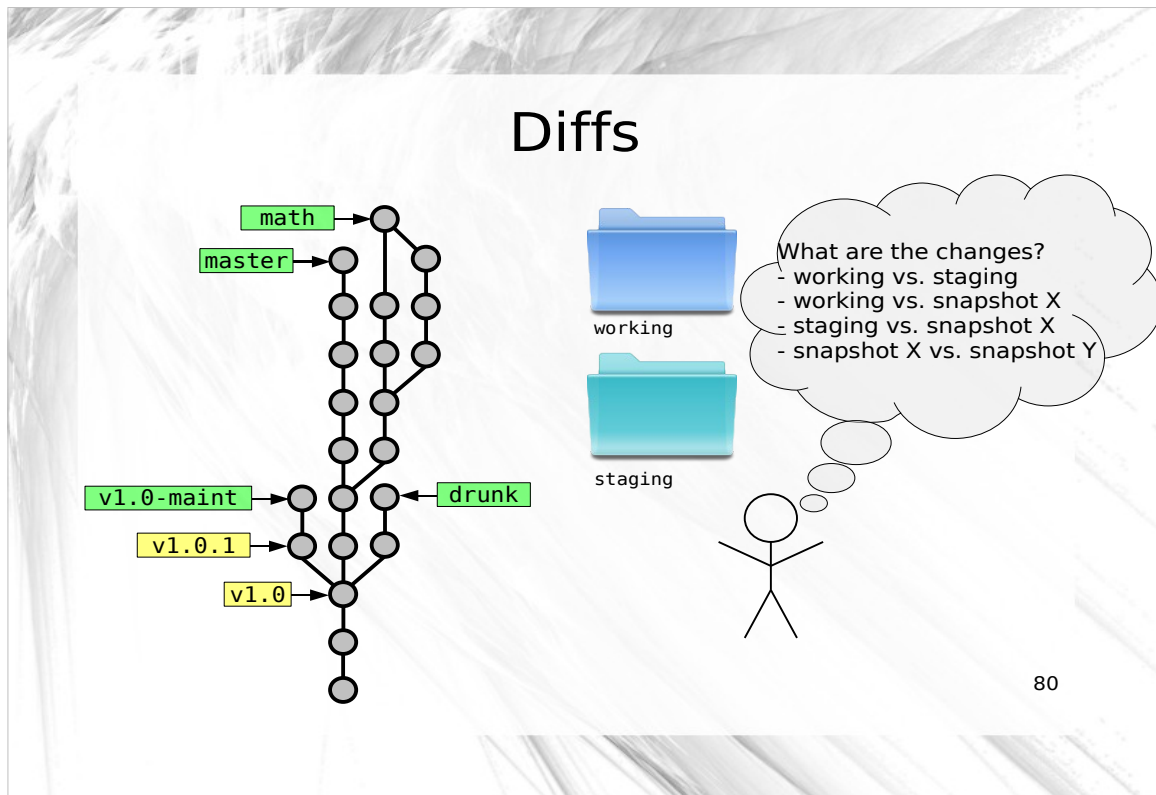 Diffs
math
master
v1.0-maint
drunk
v1.0.1
v1.0
working
staging
What are the changes?
- working vs. staging
- working vs. snapshot X
- staging vs. snapshot X
- snapshot X vs. snapshot Y
80